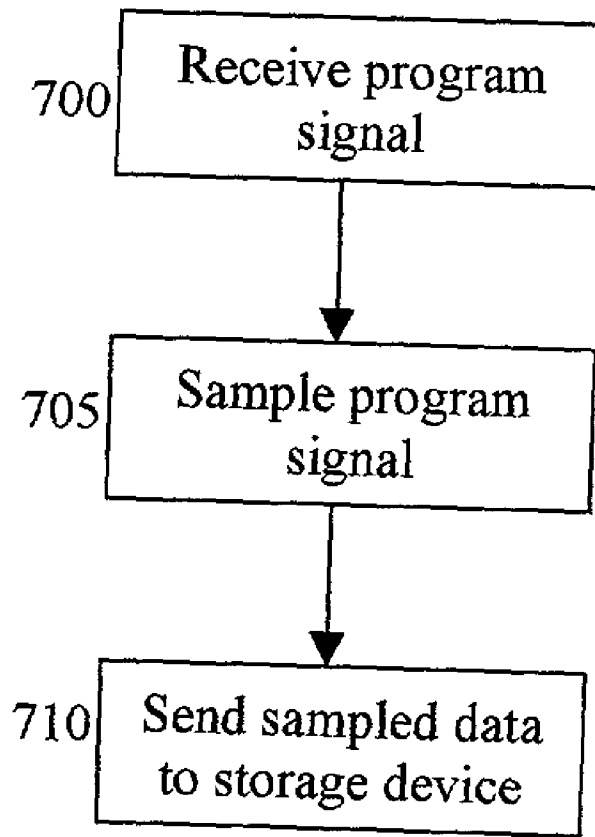 700
Receive program
signal
705
Sample program
signal
710
Send sampled data
to storage device